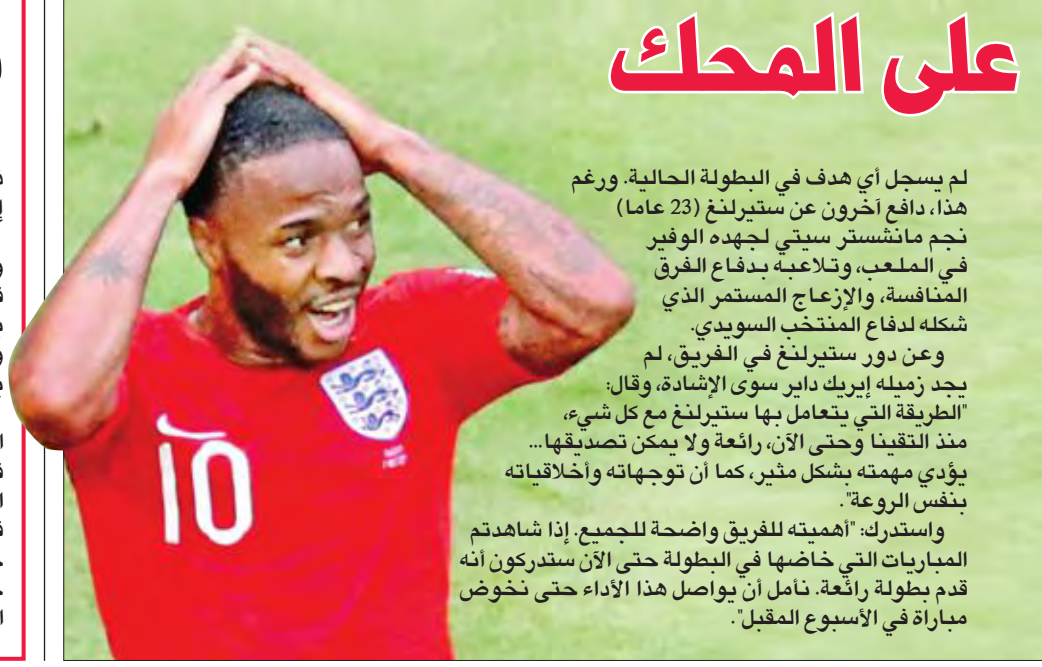 على المحك
لم يسجل أي هدف في البطولة الحالية. ورغم
هذا، دافع آخرون عن ستيرلنغ (23 عاما)
نجم مانشستر سيتي لجهده الوفير
في الملعب، وتلاعبه بدفاع الفرق
المنافسة، والإزعاج المستمر الذي
شكله لدفاع المنتخب السويدي.
وعن دور ستيرلنغ في الفريق، لم
يجد زميله إيريك داير سوى الإشادة، وقال:
"الطريقة التي يتعامل بها ستيرلنغ مع كل شيء،
منذ التقينا وحتى الآن، رائعة ولا يمكن تصديقها...
يؤدي مهمته بشكل مثير، كما أن توجهاته وأخلاقياته
بنفس الروعة".
واستدرك: "أهميته للفريق واضحة للجميع. إذا شاهدتم
المباريات التي خاضها في البطولة حتى الآن ستدركون أنه
قدم بطولة رائعة. نأمل أن يواصل هذا الأداء حتى نخوض
مباراة في الأسبوع المقبل".
10